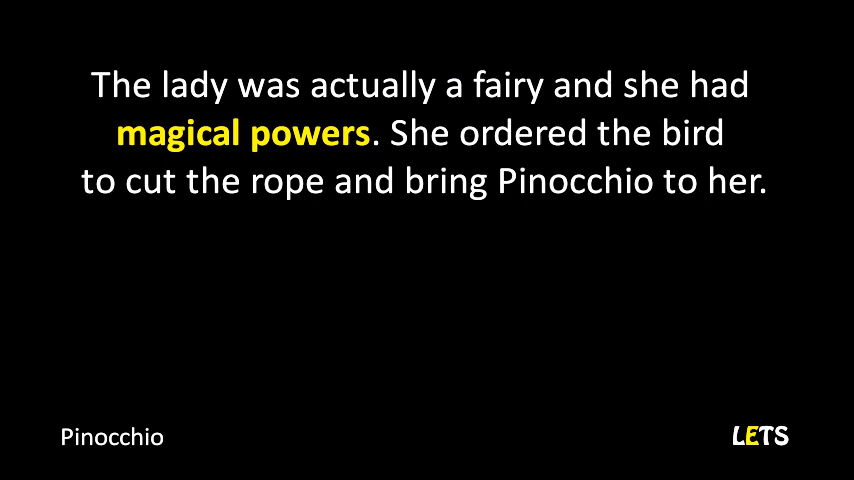 The lady was actually a fairy and she had
magical powers. She ordered the bird
to cut the rope and bring Pinocchio to her.
Pinocchio
LETS